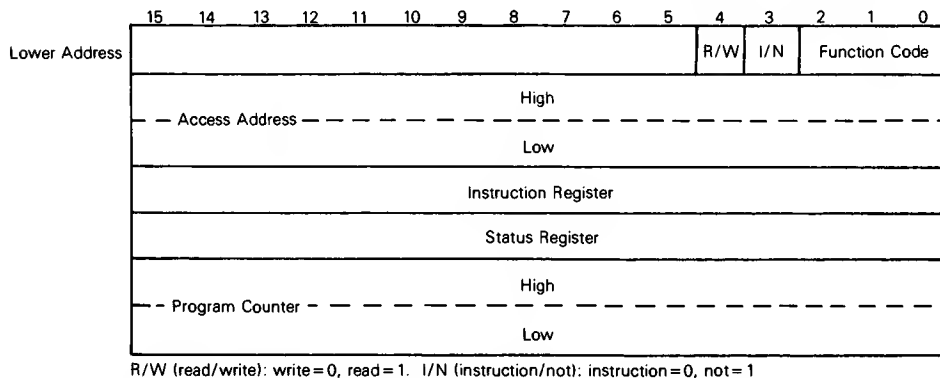 15 14 13 12 11 10 9 8 7 6 5 4 3 2 1 0
Lower Address R/W I/N Function Code
High
Access Address
Low
Instruction Register
Status Register
High
Program Counter
Low
R/W (read/write): write=0, read=1. I/N (instruction/not): instruction=0, not=1